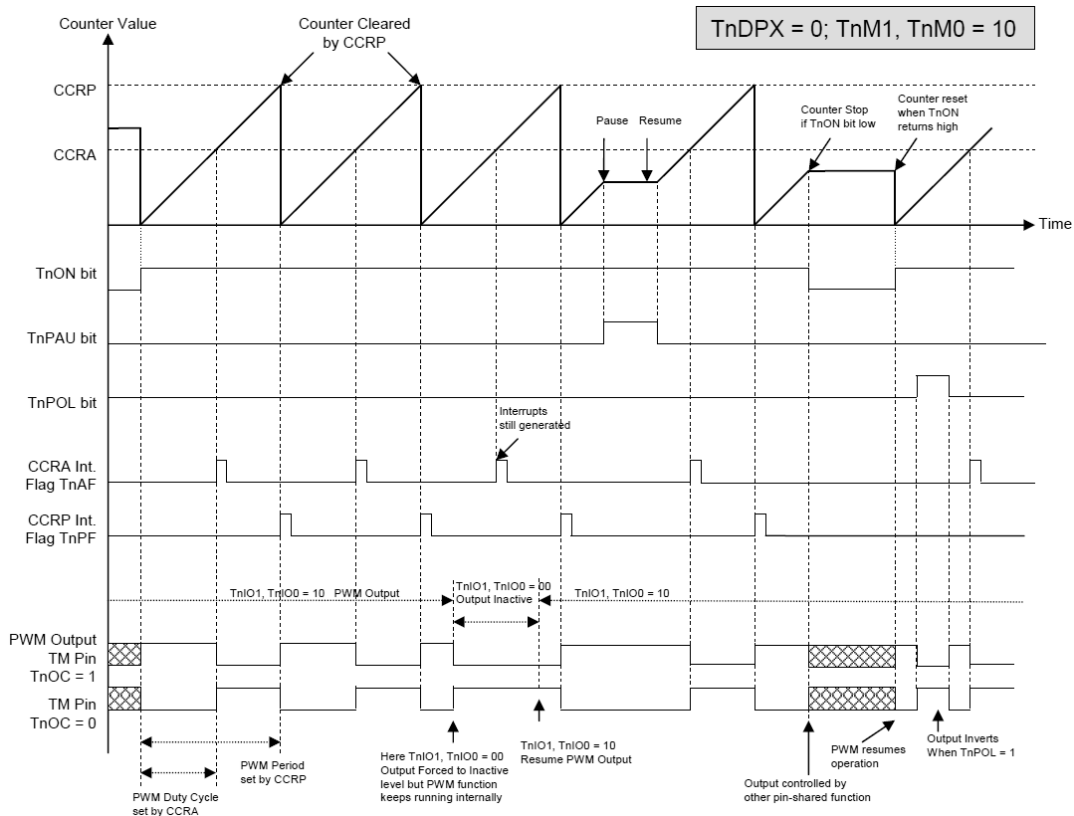 TnDPX = 0; TnM1, TnM0 = 10
Counter Value
Counter Cleared
by CCRP
CCRP
CCRA
Pause
Resume
Counter Stop
if TnON bit low
Counter reset
when TnON
returns high
Time
TnON bit
TnPAU bit
TnPOL bit
Interrupts
still generated
CCRA Int.
Flag TnAF
CCRP Int.
Flag TnPF
TnIO1, TnIO0 = 10 PWM Output
TnIO1, TnIO0 = 00
Output Inactive
TnIO1, TnIO0 = 10
PWM Output
TM Pin
TnOC = 1
TM Pin
TnOC = 0
PWM Duty Cycle
set by CCRA
PWM Period
set by CCRP
Here TnIO1, TnIO0 = 00
Output Forced to Inactive
level but PWM function
keeps running internally
TnIO1, TnIO0 = 10
Resume PWM Output
Output controlled by
other pin-shared function
PWM resumes
operation
Output Inverts
When TnPOL = 1